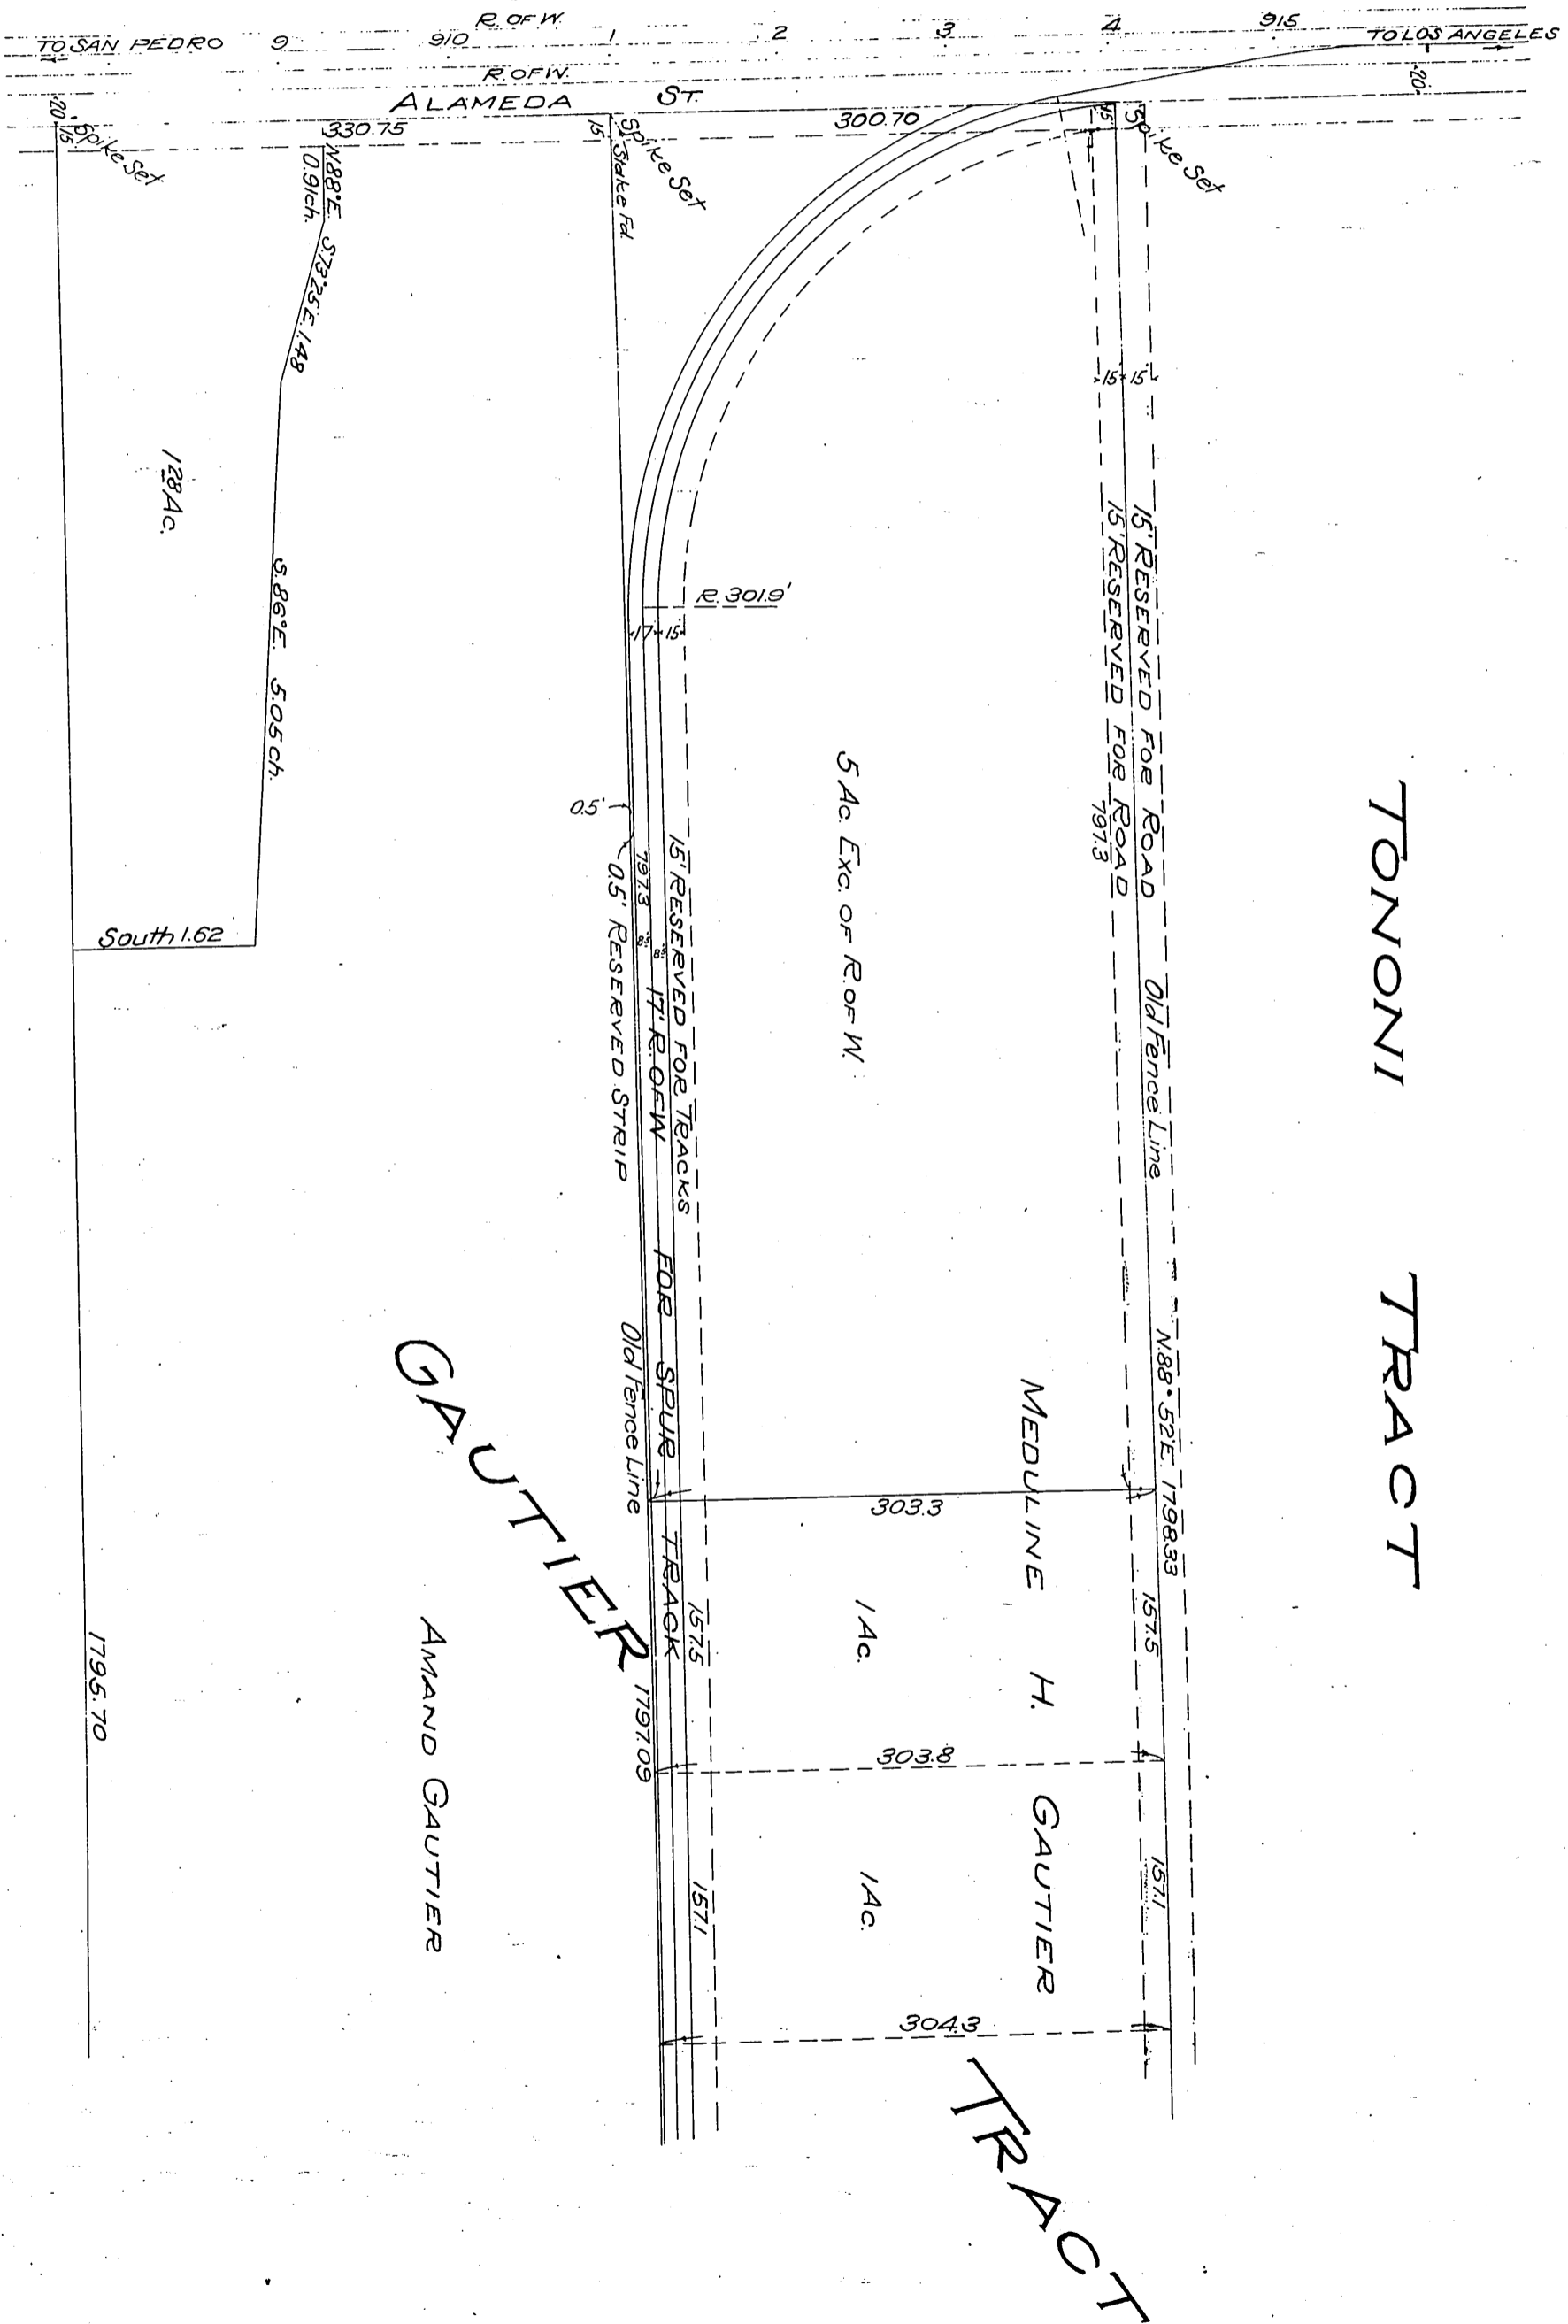 R. OF W.
TO SAN PEDRO 9 910 1 2 3 4 915 TO LOS ANGELES
R. OF W.
ALAMEDA ST.
20 15 Spike Set
330.75
15 Spike Set
Stake Fd.
300.70
15' Spike Set
20
N88°E. 0.91ch.
S.73°25'E. 1.48
S.86°E. 5.05 ch.
South 1.62
1.28 Ac.
15' 15'
15' RESERVED FOR ROAD
15' RESERVED FOR ROAD
797.3
R. 301.9'
17 15
0.5'
0.5' RESERVED STRIP
797.3
8.5 8.5
15' RESERVED FOR TRACKS
17' R. OF W. FOR SPUR TRACK
5 Ac. Exc. OF R. OF W.
Old Fence Line
N.88°52'E. 1798.33
Old Fence Line
TONONI TRACT
303.3
157.5
157.5
1 Ac.
303.8
1797.09
157.1
157.1
1 Ac.
304.3
MEDULINE H. GAUTIER
AMAND GAUTIER
1795.70
GAUTIER TRACT